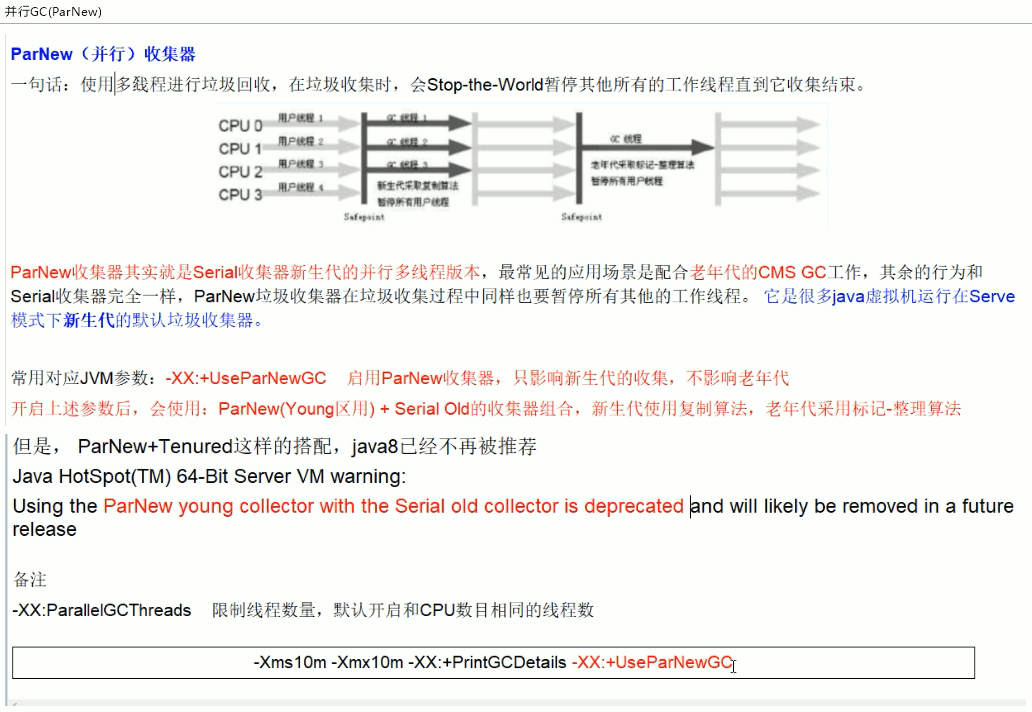 并行GC(ParNew)
ParNew（并行）收集器
一句话：使用多线程进行垃圾回收，在垃圾收集时，会Stop-the-World暂停其他所有的工作线程直到它收集结束。
CPU 0
CPU 1
CPU 2
CPU 3
用户线程 1
用户线程 2
用户线程 3
用户线程 4
GC 线程 1
GC 线程 2
GC 线程 3
新生代采取复制算法
暂停所有用户线程
Safepoint
GC 线程
老年代采取标记-整理算法
暂停所有用户线程
Safepoint
ParNew收集器其实就是Serial收集器新生代的并行多线程版本，最常见的应用场景是配合老年代的CMS GC工作，其余的行为和
Serial收集器完全一样，ParNew垃圾收集器在垃圾收集过程中同样也要暂停所有其他的工作线程。 它是很多java虚拟机运行在Serve
模式下新生代的默认垃圾收集器。
常用对应JVM参数：-XX:+UseParNewGC 启用ParNew收集器，只影响新生代的收集，不影响老年代
开启上述参数后，会使用：ParNew(Young区用) + Serial Old的收集器组合，新生代使用复制算法，老年代采用标记-整理算法
但是， ParNew+Tenured这样的搭配，java8已经不再被推荐
Java HotSpot(TM) 64-Bit Server VM warning:
Using the ParNew young collector with the Serial old collector is deprecated and will likely be removed in a future
release
备注
-XX:ParallelGCThreads 限制线程数量，默认开启和CPU数目相同的线程数
-Xms10m -Xmx10m -XX:+PrintGCDetails -XX:+UseParNewGC